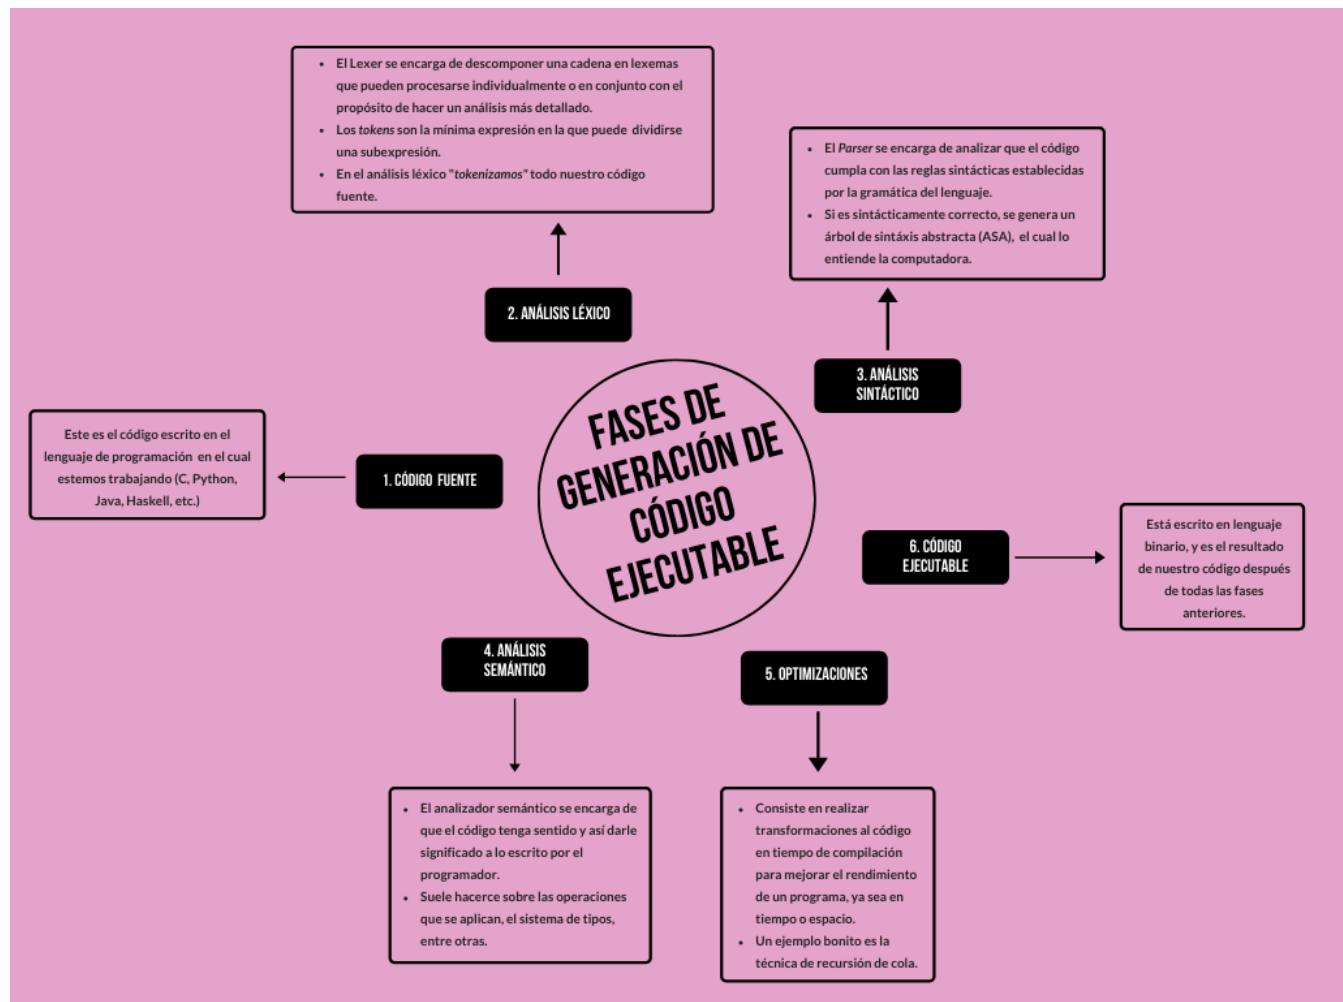 FASES DE
GENERACIÓN DE
CÓDIGO
EJECUTABLE
1. CÓDIGO FUENTE
Este es el código escrito en el
lenguaje de programación en el cual
estemos trabajando (C, Python,
Java, Haskell, etc.)
2. ANÁLISIS LÉXICO
• El Lexer se encarga de descomponer una cadena en lexemas
que pueden procesarse individualmente o en conjunto con el
propósito de hacer un análisis más detallado.
• Los tokens son la mínima expresión en la que puede dividirse
una subexpresión.
• En el análisis léxico "tokenizamos" todo nuestro código
fuente.
3. ANÁLISIS
SINTÁCTICO
• El Parser se encarga de analizar que el código
cumpla con las reglas sintácticas establecidas
por la gramática del lenguaje.
• Si es sintácticamente correcto, se genera un
árbol de sintáxis abstracta (ASA), el cual lo
entiende la computadora.
4. ANÁLISIS
SEMÁNTICO
• El analizador semántico se encarga de
que el código tenga sentido y así darle
significado a lo escrito por el
programador.
• Suele hacerce sobre las operaciones
que se aplican, el sistema de tipos,
entre otras.
5. OPTIMIZACIONES
• Consiste en realizar
transformaciones al código
en tiempo de compilación
para mejorar el rendimiento
de un programa, ya sea en
tiempo o espacio.
• Un ejemplo bonito es la
técnica de recursión de cola.
6. CÓDIGO
EJECUTABLE
Está escrito en lenguaje
binario, y es el resultado
de nuestro código después
de todas las fases
anteriores.